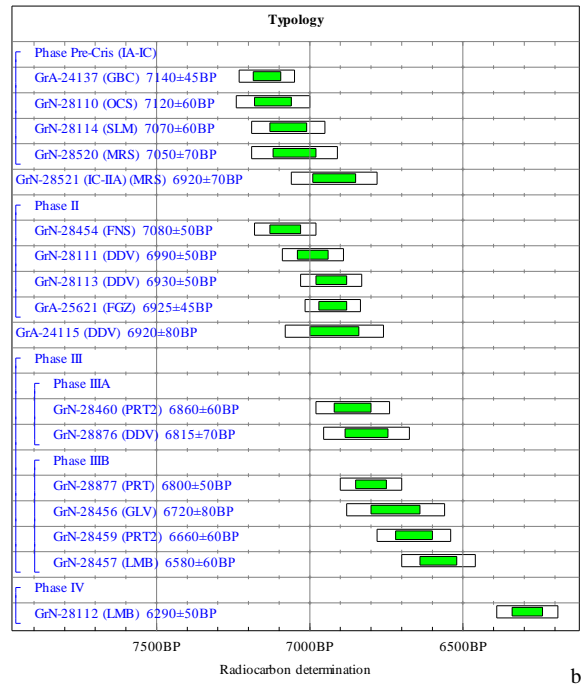 Typology
Phase Pre-Cris (IA-IC)
GrA-24137 (GBC) 7140±45BP
GrN-28110 (OCS) 7120±60BP
GrN-28114 (SLM) 7070±60BP
GrN-28520 (MRS) 7050±70BP
GrN-28521 (IC-IIA) (MRS) 6920±70BP
Phase II
GrN-28454 (FNS) 7080±50BP
GrN-28111 (DDV) 6990±50BP
GrN-28113 (DDV) 6930±50BP
GrA-25621 (FGZ) 6925±45BP
GrA-24115 (DDV) 6920±80BP
Phase III
Phase IIIA
GrN-28460 (PRT2) 6860±60BP
GrN-28876 (DDV) 6815±70BP
Phase IIIB
GrN-28877 (PRT) 6800±50BP
GrN-28456 (GLV) 6720±80BP
GrN-28459 (PRT2) 6660±60BP
GrN-28457 (LMB) 6580±60BP
Phase IV
GrN-28112 (LMB) 6290±50BP
7500BP 7000BP 6500BP
Radiocarbon determination
b